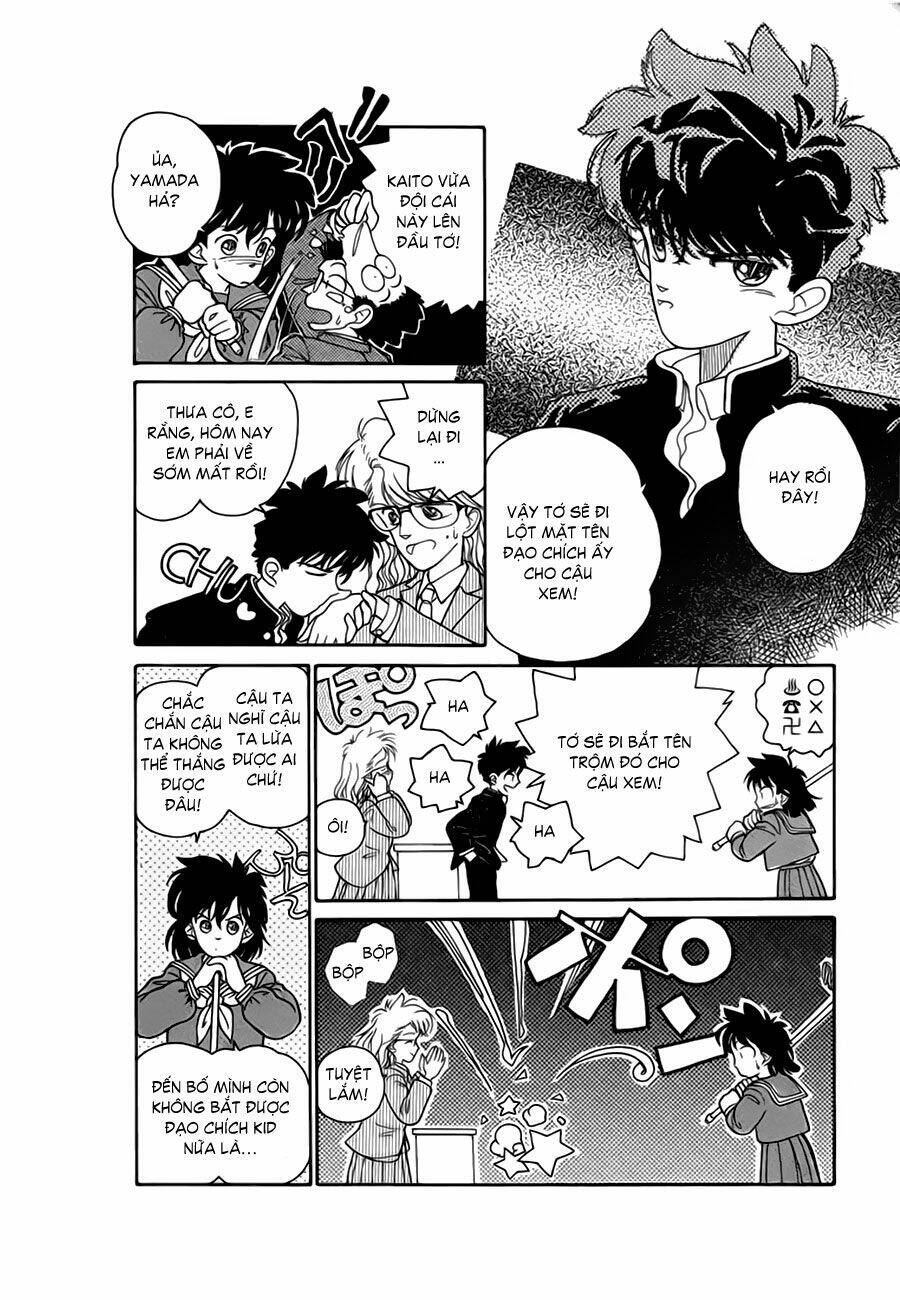 ỦA,
YAMADA
HẢ?
KAITO VỪA
ĐỘI CÁI
NÀY LÊN
ĐẦU TỚ!
THƯA CÔ, E
RẰNG, HÔM NAY
EM PHẢI VỀ
SỚM MẤT RỒI!
DỪNG
LẠI ĐI
...
CHU
HAY RỒI
ĐÂY!
VẬY TỚ SẼ ĐI
LỘT MẶT TÊN
ĐẠO CHÍCH ẤY
CHO CẬU
XEM!
CẬU TA
NGHĨ CẬU
TA LỪA
ĐƯỢC AI
CHỨ!
CHẮC
CHẮN CẬU
TA KHÔNG
THỂ THẮNG
ĐƯỢC
ĐÂU!
ĐẾN BỐ MÌNH CÒN
KHÔNG BẮT ĐƯỢC
ĐẠO CHÍCH KID
NỮA LÀ...
ぽっ
HA
HA
HA
TỚ SẼ ĐI BẮT TÊN
TRỘM ĐÓ CHO
CẬU XEM!
♨○
☎×
卍△
ÔI!
BỘP
BỘP
TUYỆT
LẮM!